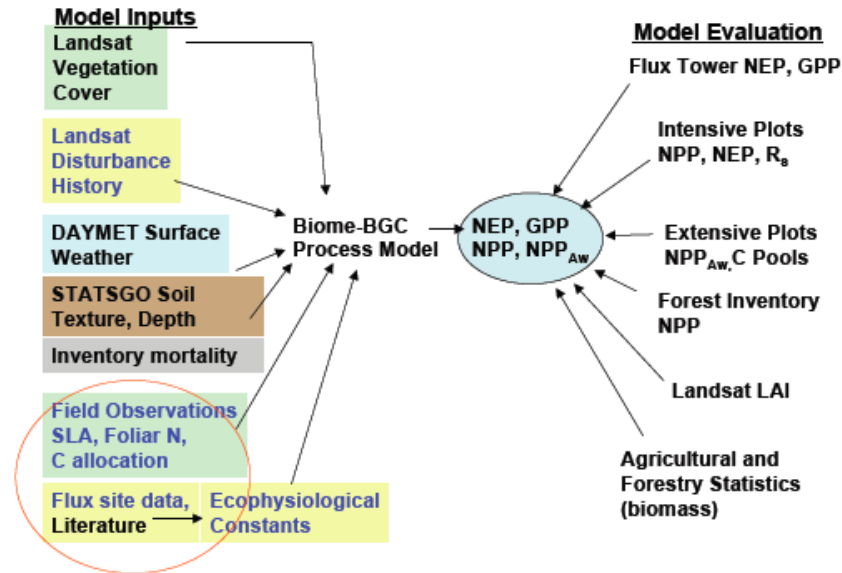 Model Inputs
Landsat
Vegetation
Cover
Landsat
Disturbance
History
DAYMET Surface
Weather
STATSGO Soil
Texture, Depth
Inventory mortality
Field Observations
SLA, Foliar N,
C allocation
Flux site data,
Literature
Ecophysiological
Constants
Biome-BGC
Process Model
NEP, GPP
NPP, NPPAw
Model Evaluation
Flux Tower NEP, GPP
Intensive Plots
NPP, NEP, Rs
Extensive Plots
NPPAw, C Pools
Forest Inventory
NPP
Landsat LAI
Agricultural and
Forestry Statistics
(biomass)